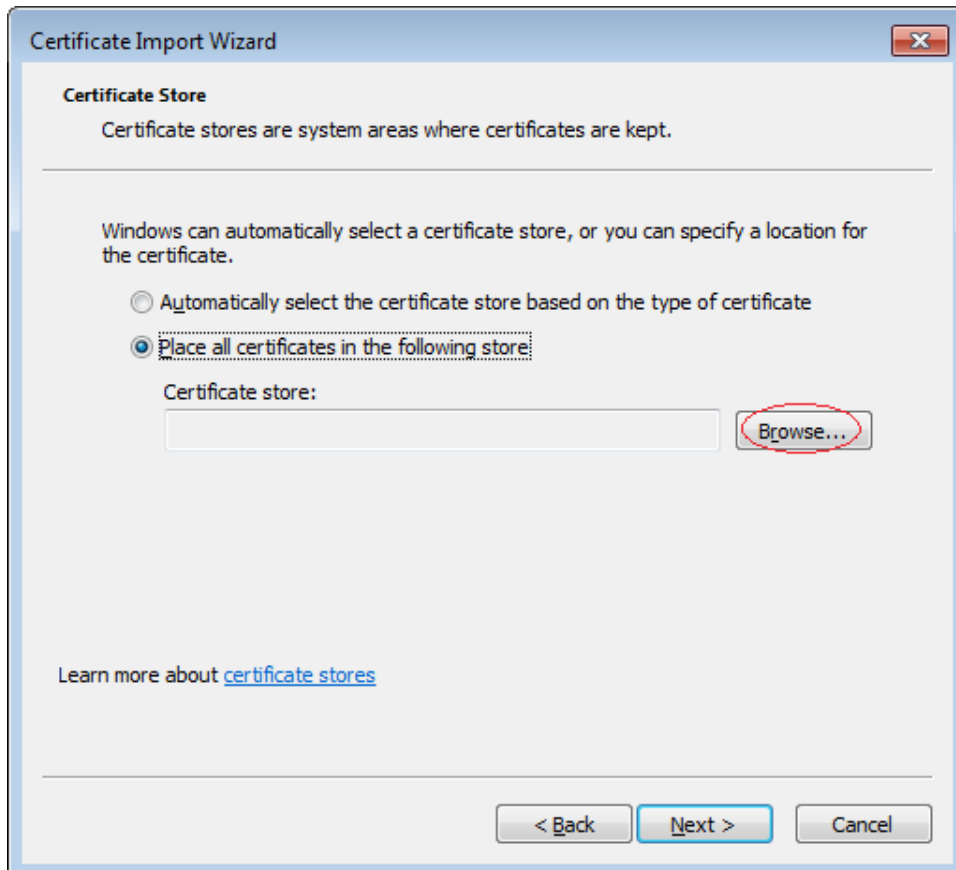 Certificate Import Wizard
Certificate Store
Certificate stores are system areas where certificates are kept.
Windows can automatically select a certificate store, or you can specify a location for
the certificate.
Automatically select the certificate store based on the type of certificate
Place all certificates in the following store
Certificate store:
Browse...
Learn more about certificate stores
< Back
Next >
Cancel